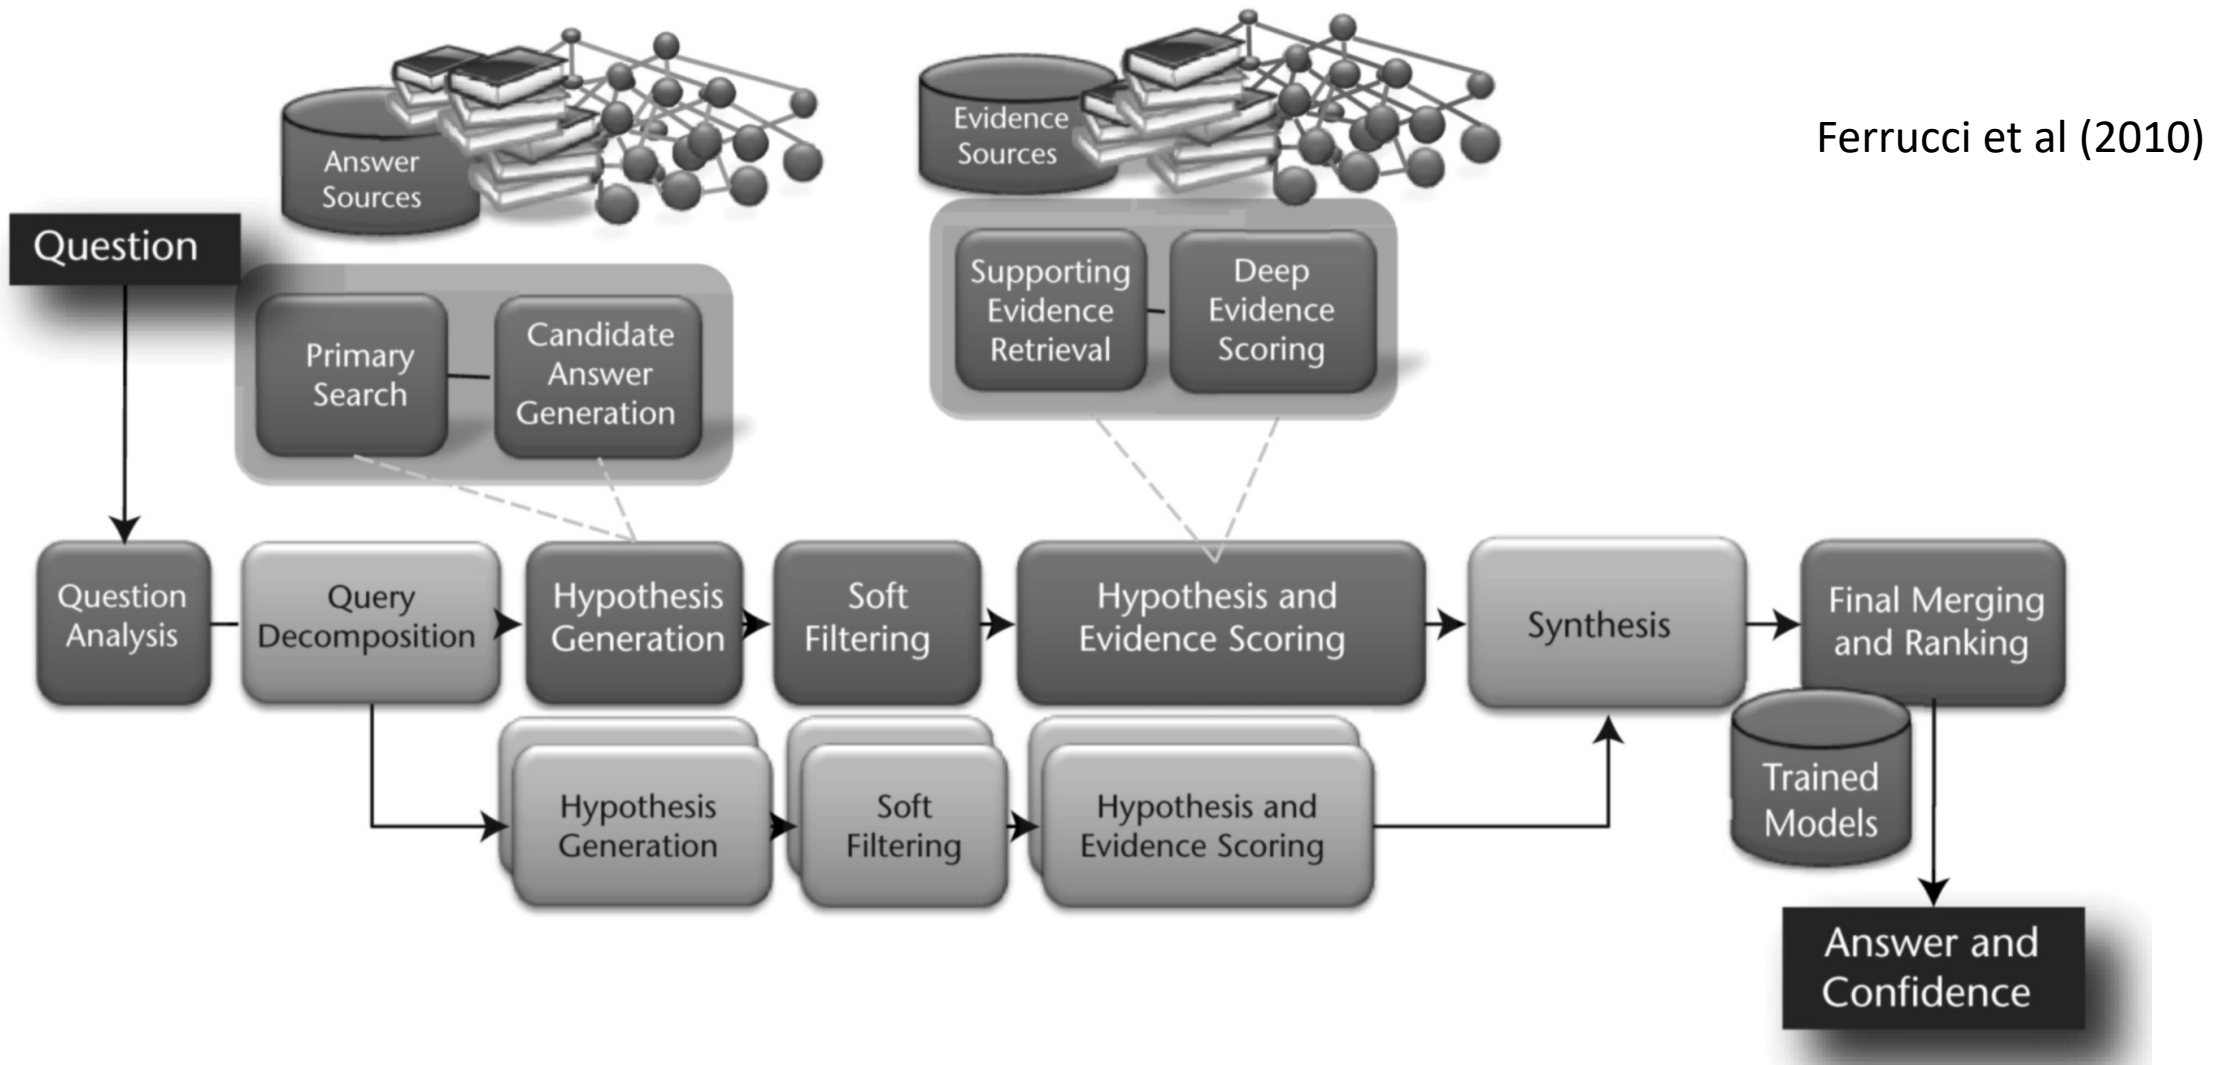 Answer
Sources
Evidence
Sources
Ferrucci et al (2010)
Question
Primary
Search
Candidate
Answer
Generation
Supporting
Evidence
Retrieval
Deep
Evidence
Scoring
Question
Analysis
Query
Decomposition
Hypothesis
Generation
Soft
Filtering
Hypothesis and
Evidence Scoring
Synthesis
Final Merging
and Ranking
Hypothesis
Generation
Soft
Filtering
Hypothesis and
Evidence Scoring
Trained
Models
Answer and
Confidence